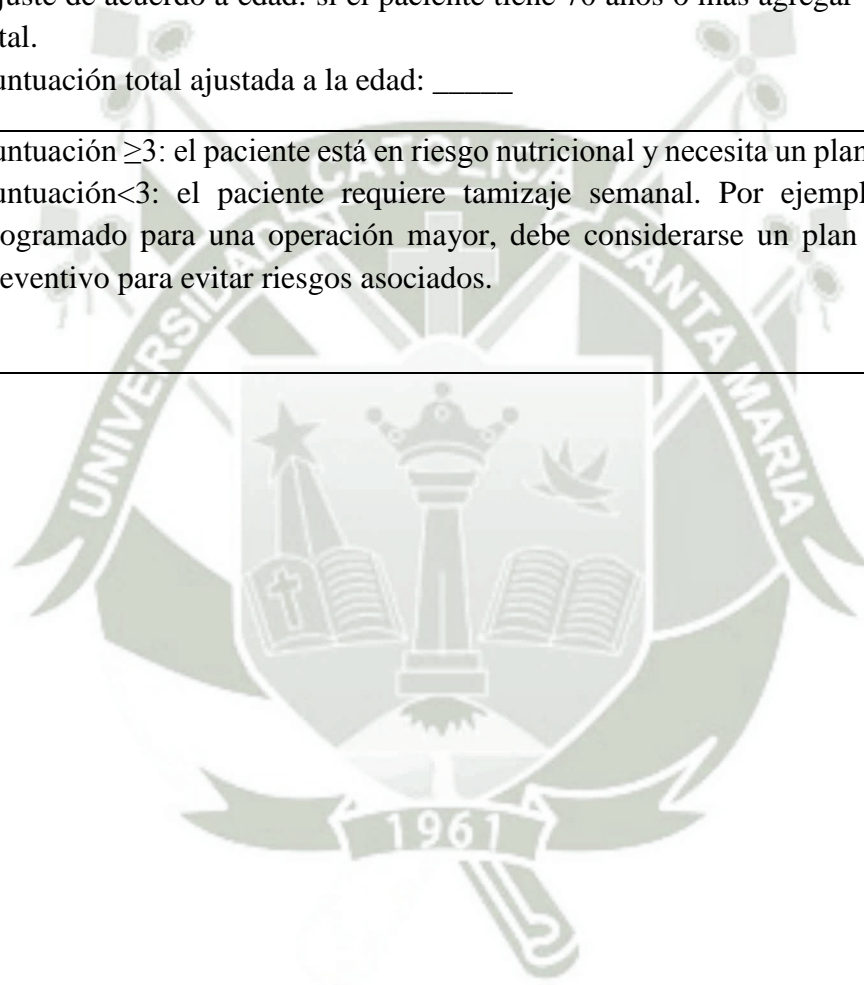 juste de acuerdo a edad: si el paciente tiene 70 años o más agregar
tal.
untuación total ajustada a la edad: _____
untuación ≥3: el paciente está en riesgo nutricional y necesita un plan
untuación<3: el paciente requiere tamizaje semanal. Por ejempl
ogramado para una operación mayor, debe considerarse un plan
eventivo para evitar riesgos asociados.
UNIVERSIDAD CATOLICA SANTA MARIA
1961